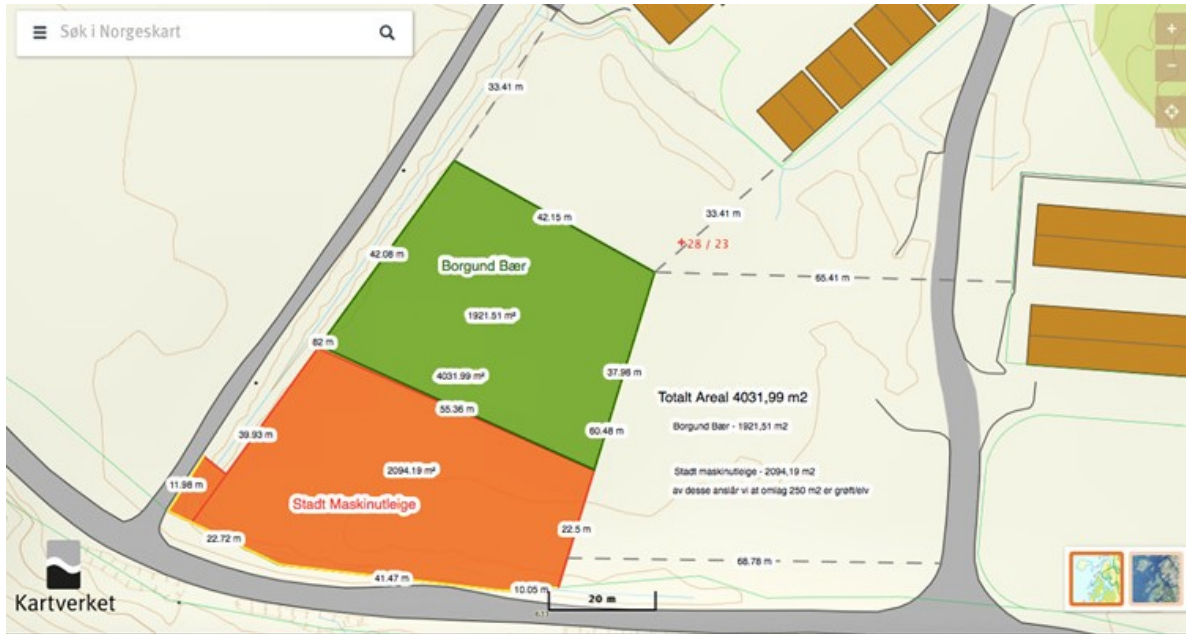 Søk i Norgeskart
33.41 m
42.15 m
33.41 m
28 / 23
42.08 m
Borgund Bær
65.41 m
1921.51 m²
82 m
37.98 m
4031.99 m²
Totalt Areal 4031,99 m2
55.36 m
Borgund Bær - 1921,51 m2
60.48 m
39.93 m
2094.19 m²
Stadt maskinutleige - 2094,19 m2
11.98 m
av desse anslår vi at omlag 250 m2 er grøft/elv
Stadt Maskinutleige
22.5 m
22.72 m
68.78 m
41.47 m
10.05 m
20 m
Kartverket